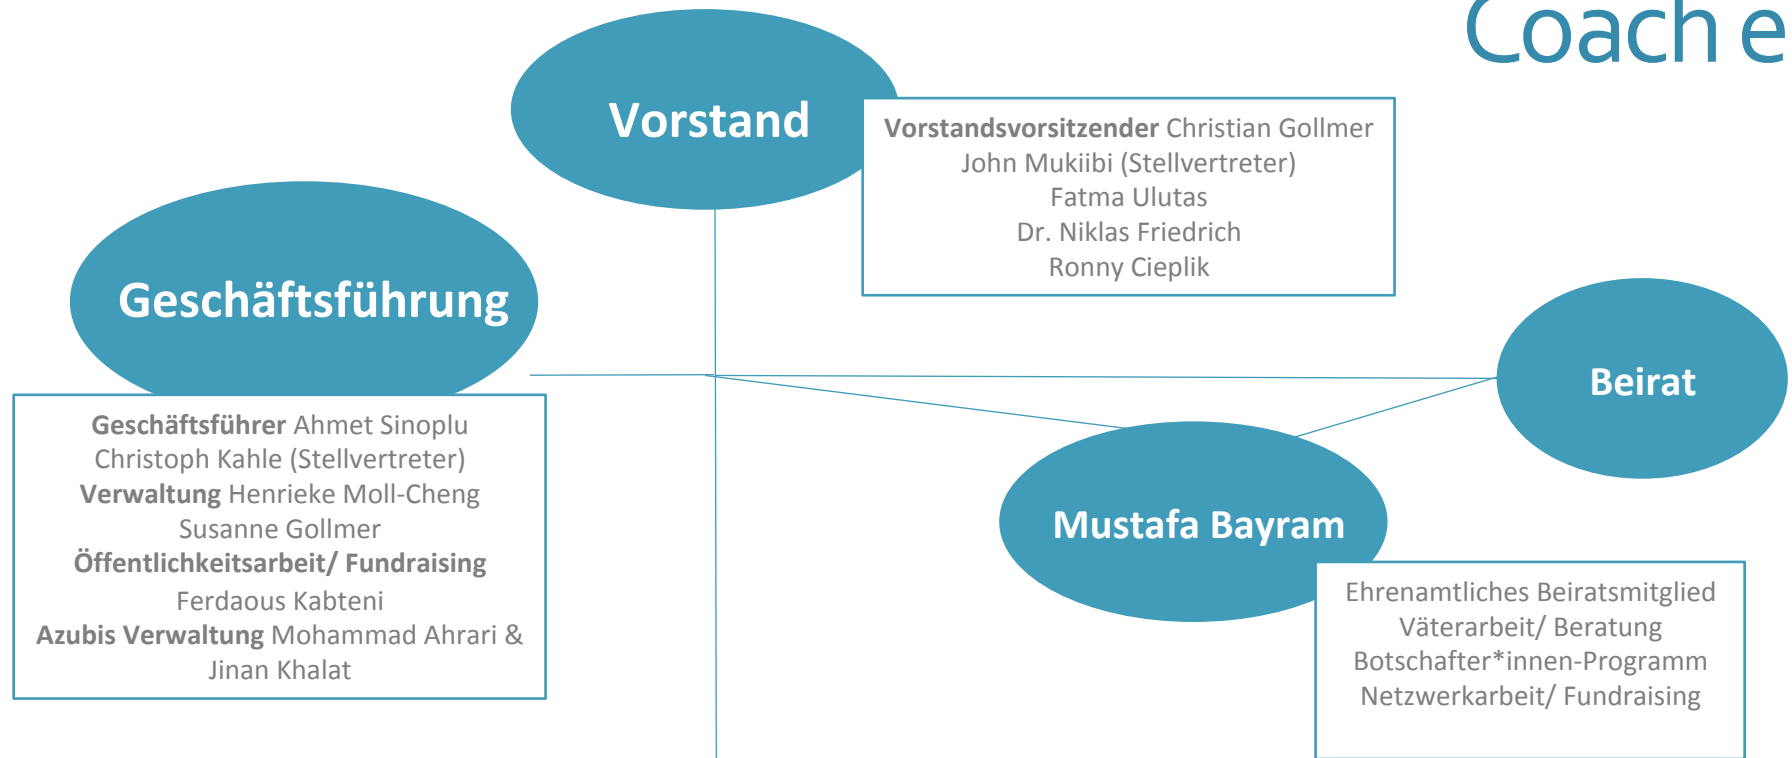 Coach e
Vorstand
Vorstandsvorsitzender Christian Gollmer
John Mukiibi (Stellvertreter)
Fatma Ulutas
Dr. Niklas Friedrich
Ronny Cieplik
Geschäftsführung
Geschäftsführer Ahmet Sinoplu
Christoph Kahle (Stellvertreter)
Verwaltung Henrieke Moll-Cheng
Susanne Gollmer
Öffentlichkeitsarbeit/ Fundraising
Ferdaous Kabteni
Azubis Verwaltung Mohammad Ahrari &
Jinan Khalat
Beirat
Mustafa Bayram
Ehrenamtliches Beiratsmitglied
Väterarbeit/ Beratung
Botschafter*innen-Programm
Netzwerkarbeit/ Fundraising